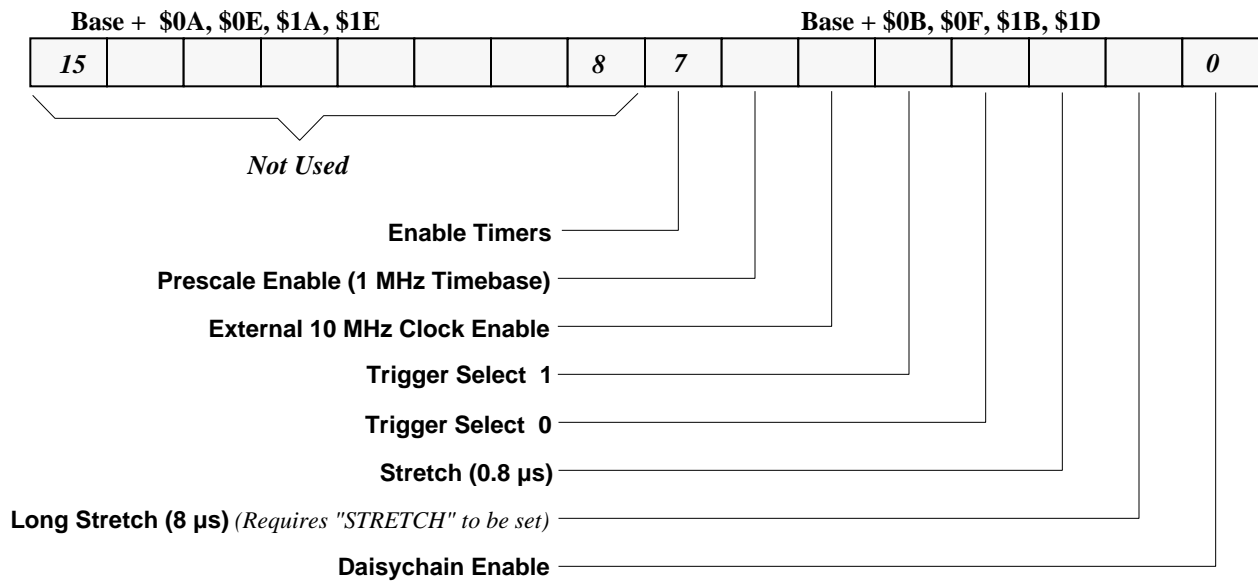 Base + $0A, $0E, $1A, $1E
Base + $0B, $0F, $1B, $1D
15 8 7 0
Not Used
Enable Timers
Prescale Enable (1 MHz Timebase)
External 10 MHz Clock Enable
Trigger Select 1
Trigger Select 0
Stretch (0.8 µs)
Long Stretch (8 µs) (Requires "STRETCH" to be set)
Daisychain Enable